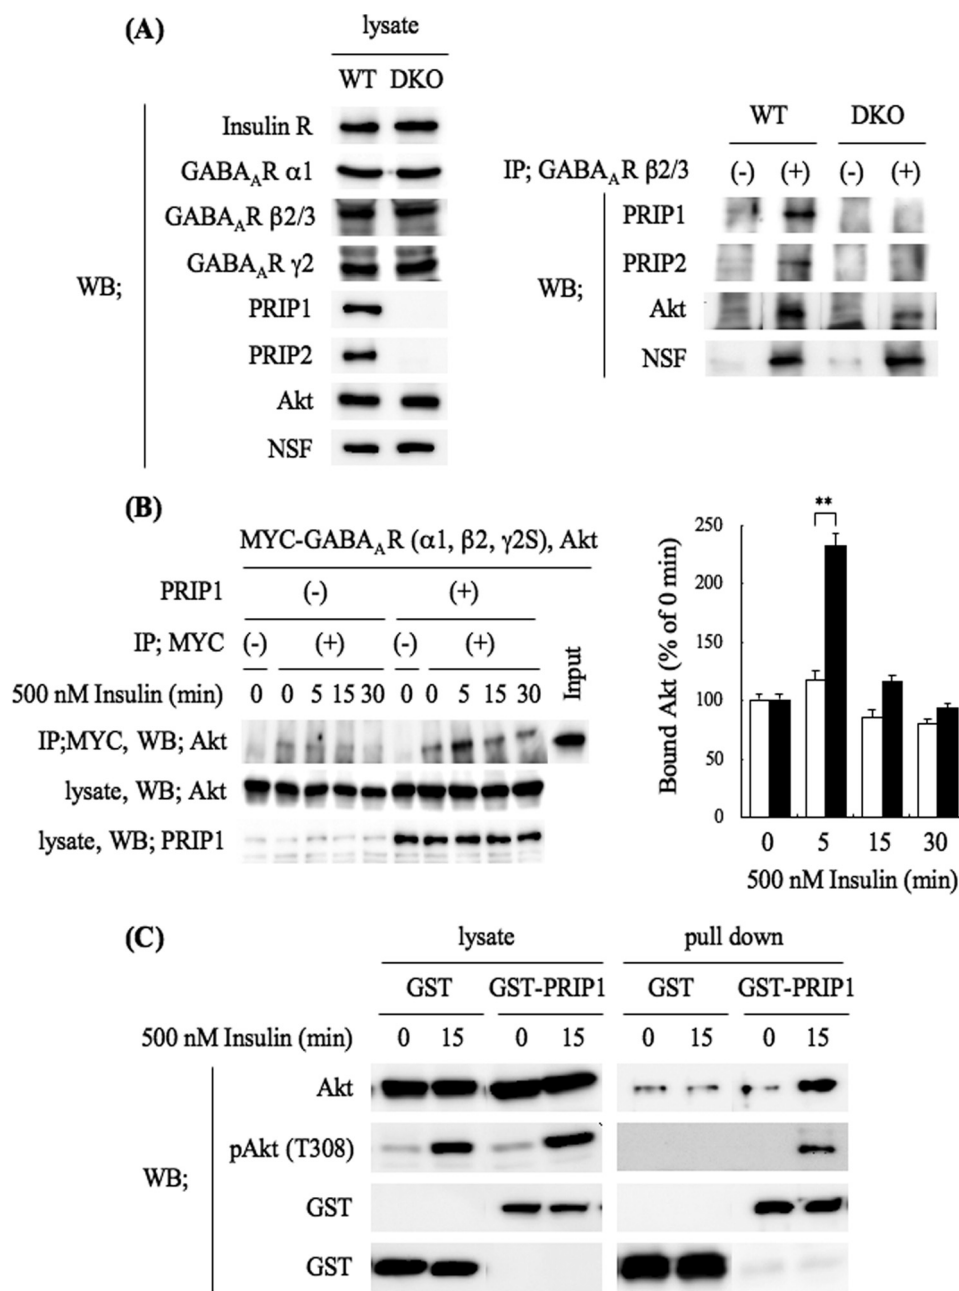 (A)
lysate
WT DKO
Insulin R
GABA_AR α1
GABA_AR β2/3
GABA_AR γ2
WB;
PRIP1
PRIP2
Akt
NSF
WT DKO
IP; GABA_AR β2/3 (-) (+) (-) (+)
PRIP1
PRIP2
WB;
Akt
NSF
(B)
MYC-GABA_AR (α1, β2, γ2S), Akt
PRIP1 (-) (+)
IP; MYC (-) (+) (-) (+) Input
500 nM Insulin (min) 0 0 5 15 30 0 0 5 15 30
IP;MYC, WB; Akt
lysate, WB; Akt
lysate, WB; PRIP1
**
Bound Akt (% of 0 min)
250
200
150
100
50
0
0 5 15 30
500 nM Insulin (min)
(C)
lysate pull down
GST GST-PRIP1 GST GST-PRIP1
500 nM Insulin (min) 0 15 0 15 0 15 0 15
Akt
pAkt (T308)
WB;
GST
GST